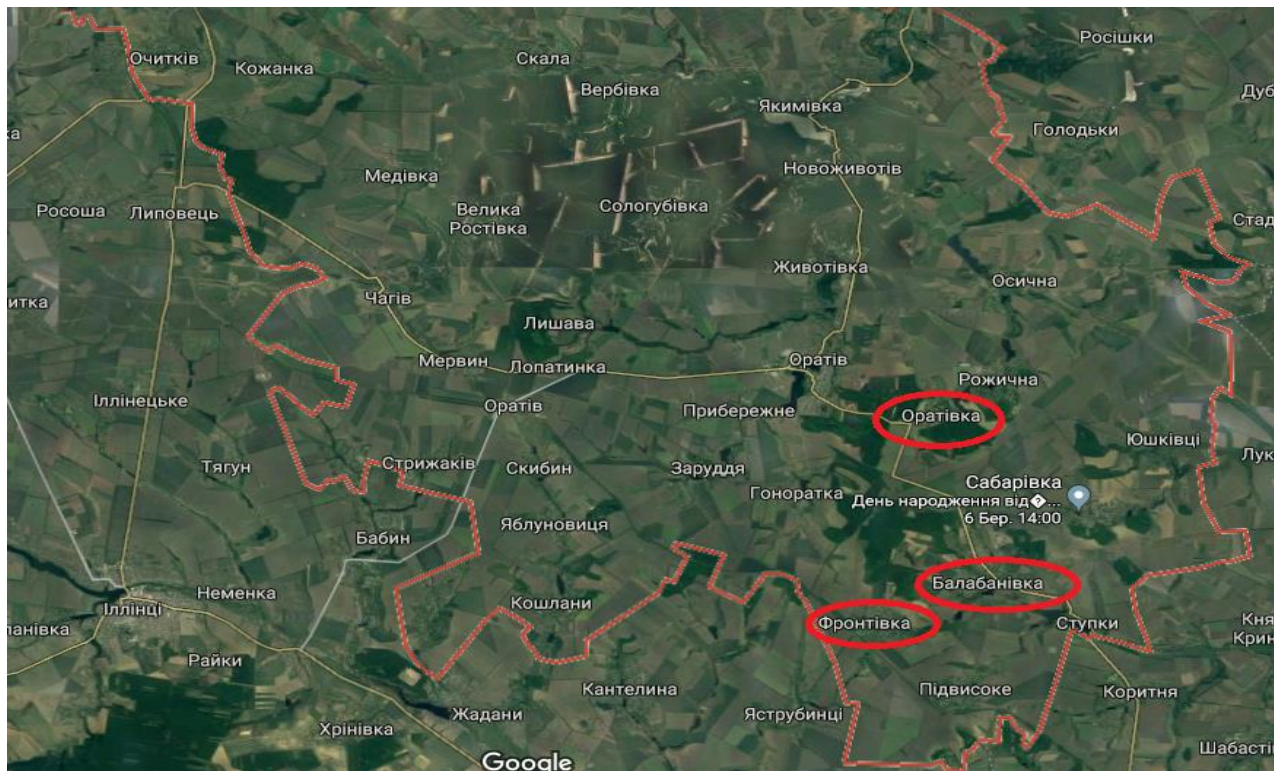 Росішки
Очитків
Скала
Кожанка
Вербівка
Дуб
Якимівка
Голодьки
Новоживотів
Медівка
Сологубівка
Росоша
Липовець
Велика
Ростівка
Стад
Животівка
Осична
итка
Чагів
Лишава
Мервин
Лопатинка
Оратів
Рожична
Іллінецьке
Оратів
Прибережне
Оратівка
Юшківці
Лук
Тягун
Стрижаків
Скибин
Заруддя
Сабарівка
День народження від�...
6 Бер. 14:00
Гоноратка
Яблуновиця
Бабин
Балабанівка
Неменка
Іллінці
Кошлани
Фронтівка
Ступки
Кня
Крин
панівка
Райки
Кантелина
Підвисоке
Коритня
Жадани
Яструбинці
Хрінівка
Шабасті
Google